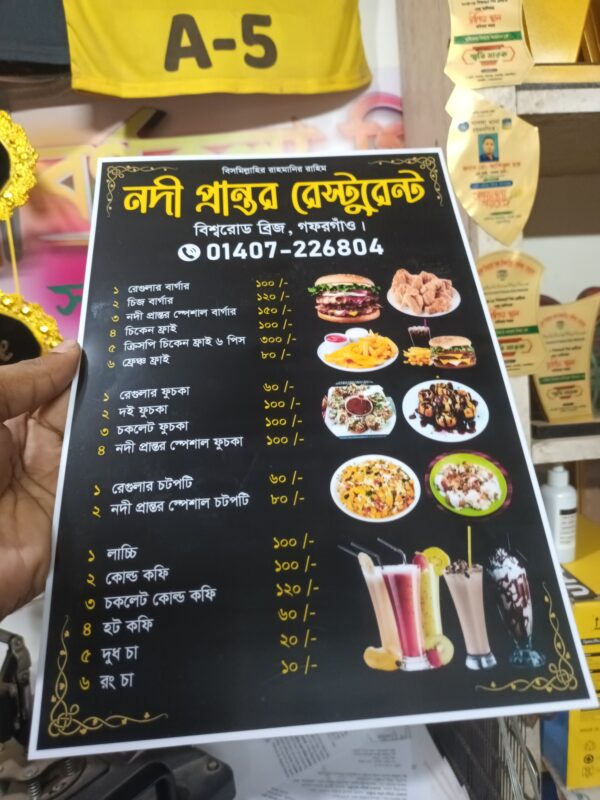 A-5
বিসমিল্লাহির রাহমানির রাহিম
নদী প্রান্তর রেস্টুরেন্ট
বিশ্বরোড ব্রিজ, গফরগাঁও।
01407-226804
১ রেগুলার বার্গার ১০০ /-
২ চিজ বার্গার ১২০ /-
৩ নদী প্রান্তর স্পেশাল বার্গার ১৫০ /-
৪ চিকেন ফ্রাই ১০০ /-
৫ ক্রিসপি চিকেন ফ্রাই ৬ পিস ৩০০ /-
৬ ফ্রেঞ্চ ফ্রাই ৮০ /-
১ রেগুলার ফুচকা ৬০ /-
২ দই ফুচকা ১০০ /-
৩ চকলেট ফুচকা ১০০ /-
৪ নদী প্রান্তর স্পেশাল ফুচকা ১০০ /-
১ রেগুলার চটপটি ৬০ /-
২ নদী প্রান্তর স্পেশাল চটপটি ৮০ /-
১ লাচ্চি ১০০ /-
২ কোল্ড কফি ১০০ /-
৩ চকলেট কোল্ড কফি ১২০ /-
৪ হট কফি ৬০ /-
৫ দুধ চা ২০ /-
৬ রং চা ১০ /-